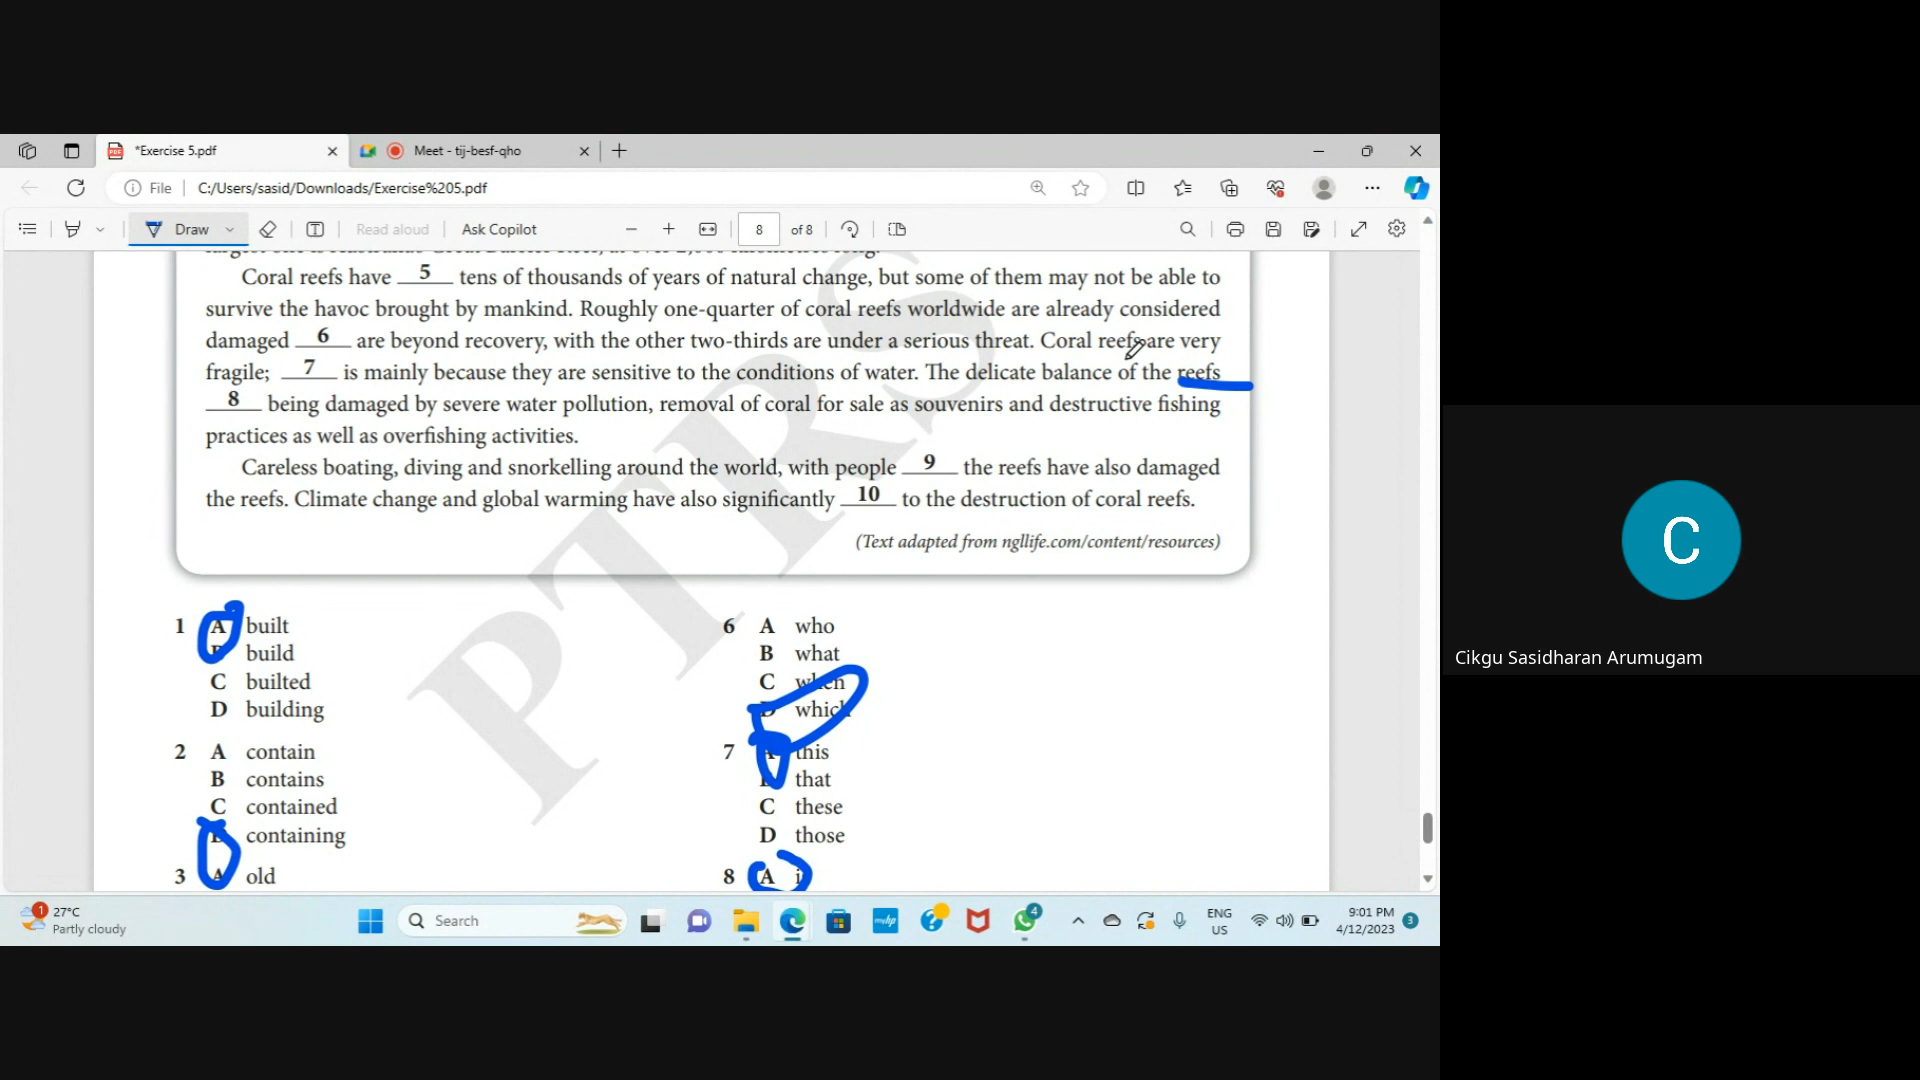 *Exercise 5.pdf
Meet - tij-besf-qho
File
C:/Users/sasid/Downloads/Exercise%205.pdf
Draw
Read aloud
Ask Copilot
8
of 8
Coral reefs have 5 tens of thousands of years of natural change, but some of them may not be able to
survive the havoc brought by mankind. Roughly one-quarter of coral reefs worldwide are already considered
damaged 6 are beyond recovery, with the other two-thirds are under a serious threat. Coral reefs are very
fragile; 7 is mainly because they are sensitive to the conditions of water. The delicate balance of the reefs
8 being damaged by severe water pollution, removal of coral for sale as souvenirs and destructive fishing
practices as well as overfishing activities.
Careless boating, diving and snorkelling around the world, with people 9 the reefs have also damaged
the reefs. Climate change and global warming have also significantly 10 to the destruction of coral reefs.
(Text adapted from ngllife.com/content/resources)
PTRS
1 A built
build
C builted
D building
2 A contain
B contains
C contained
D containing
3 A old
6 A who
B what
C when
D which
7 A this
that
C these
D those
8 A
C
Cikgu Sasidharan Arumugam
1
27°C
Partly cloudy
Search
4
ENG
US
9:01 PM
4/12/2023
3